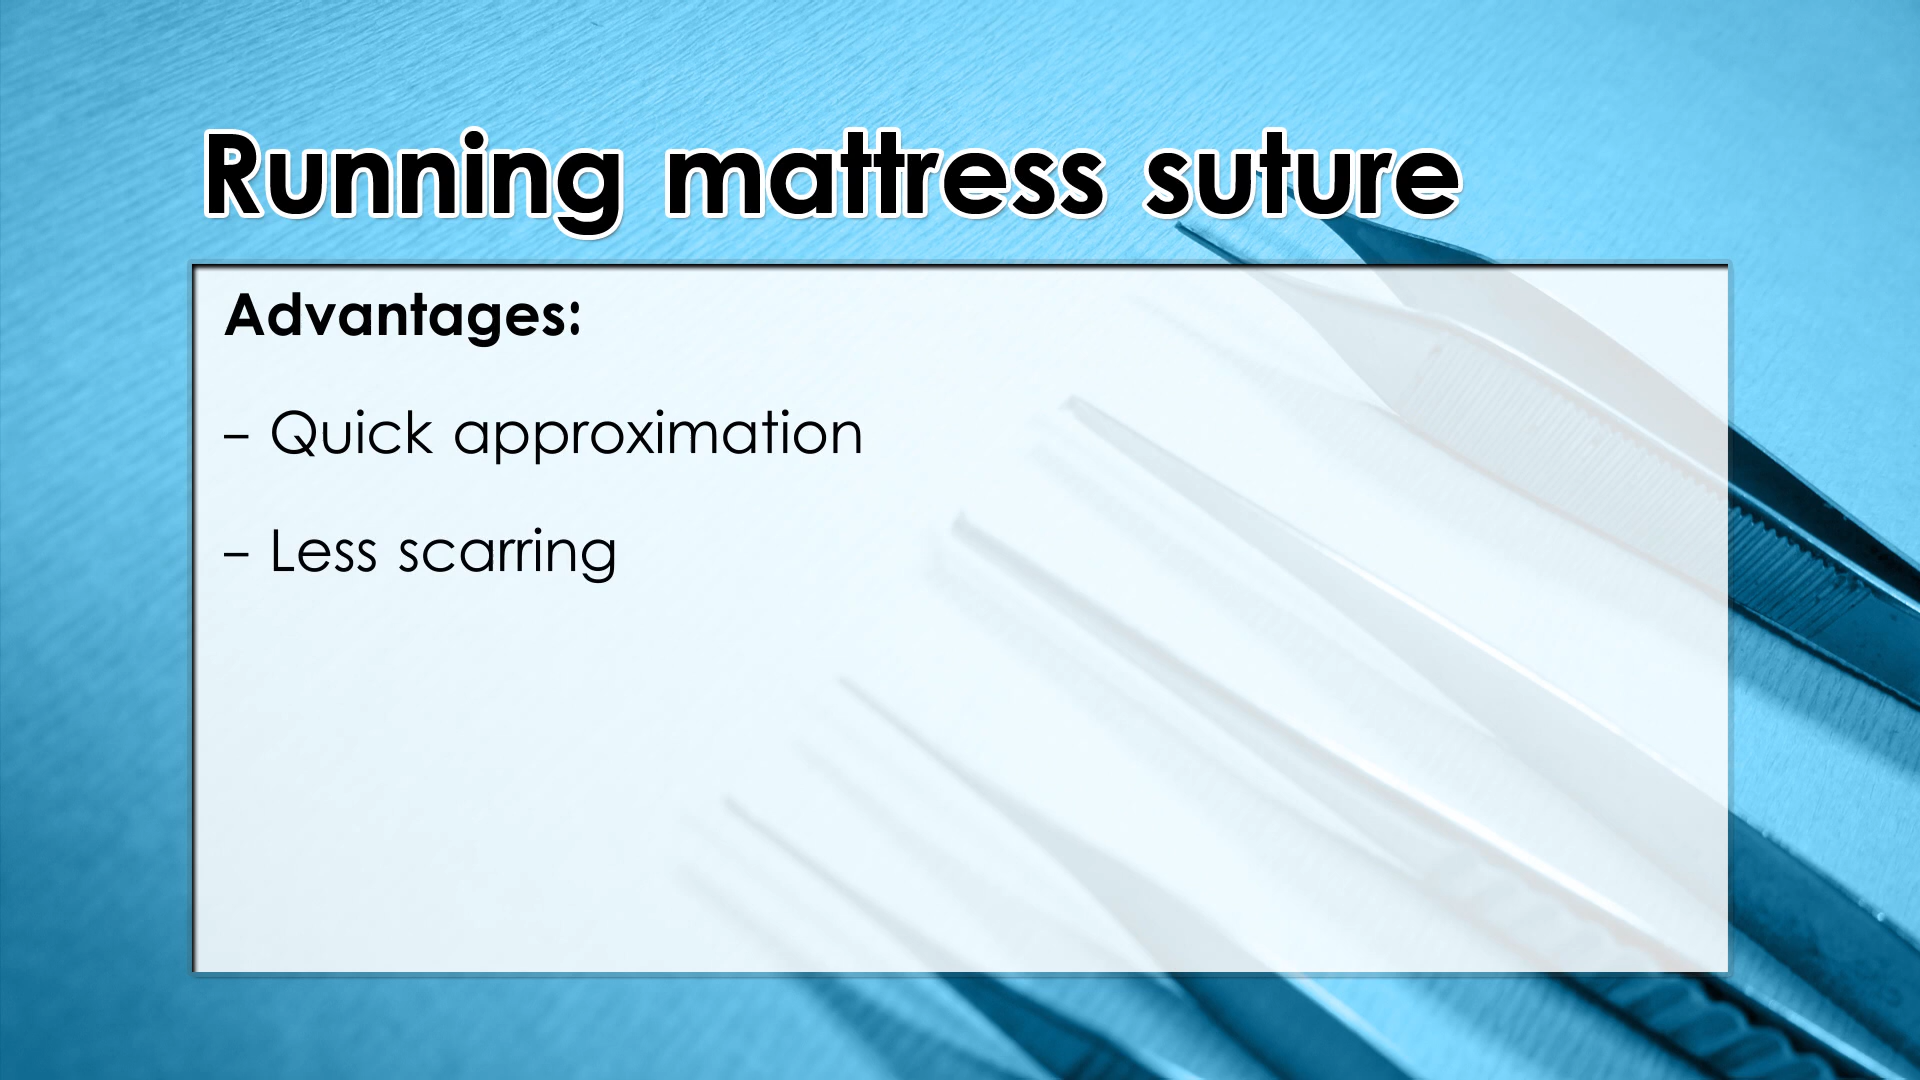 Running mattress suture
Advantages:
– Quick approximation
– Less scarring